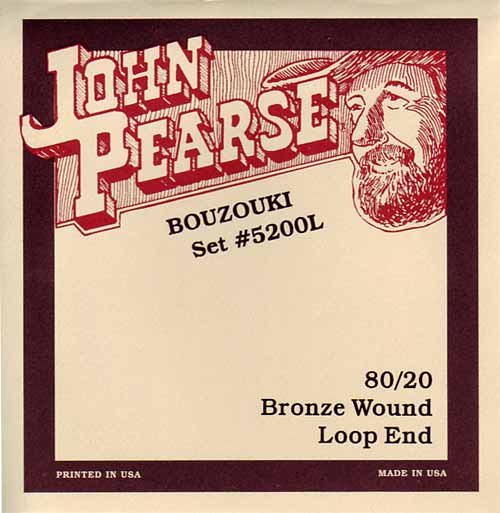 JOHN
PEARSE
BOUZOUKI
Set #5200L
80/20
Bronze Wound
Loop End
PRINTED IN USA
MADE IN USA